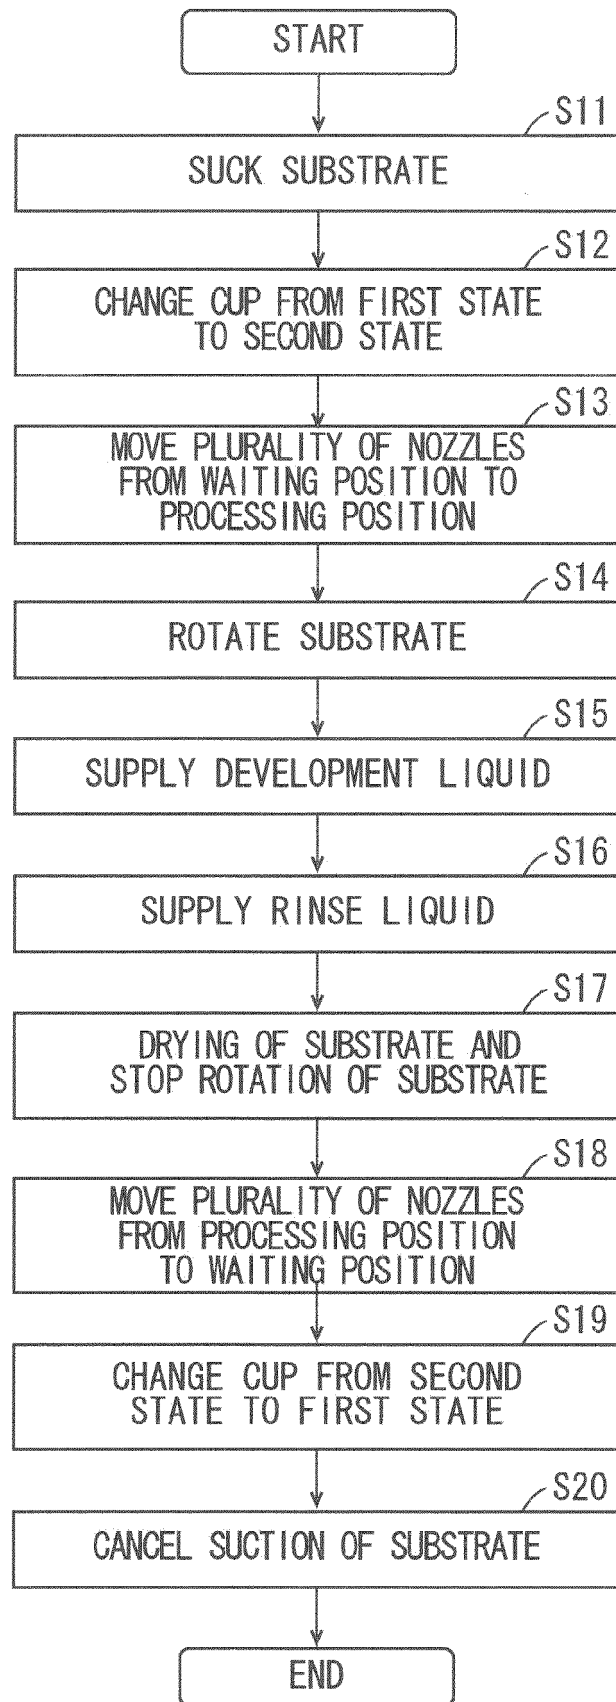 START
S11
SUCK SUBSTRATE
S12
CHANGE CUP FROM FIRST STATE
TO SECOND STATE
S13
MOVE PLURALITY OF NOZZLES
FROM WAITING POSITION TO
PROCESSING POSITION
S14
ROTATE SUBSTRATE
S15
SUPPLY DEVELOPMENT LIQUID
S16
SUPPLY RINSE LIQUID
S17
DRYING OF SUBSTRATE AND
STOP ROTATION OF SUBSTRATE
S18
MOVE PLURALITY OF NOZZLES
FROM PROCESSING POSITION
TO WAITING POSITION
S19
CHANGE CUP FROM SECOND
STATE TO FIRST STATE
S20
CANCEL SUCTION OF SUBSTRATE
END